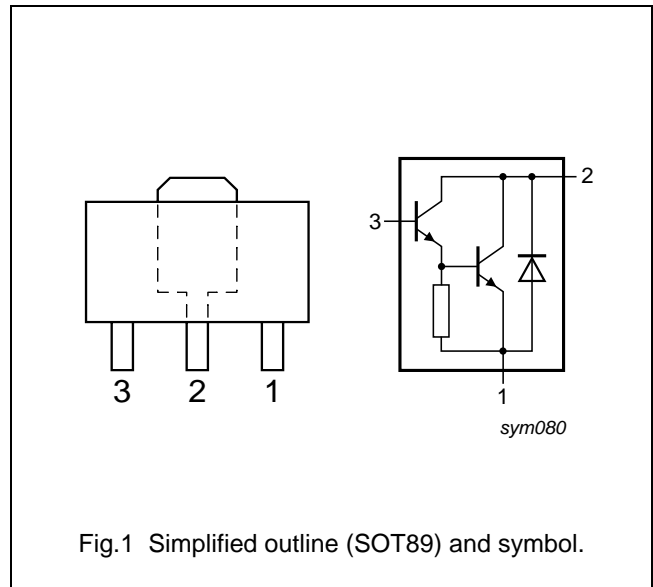 3 2 1
2
3
1
sym080
Fig.1 Simplified outline (SOT89) and symbol.